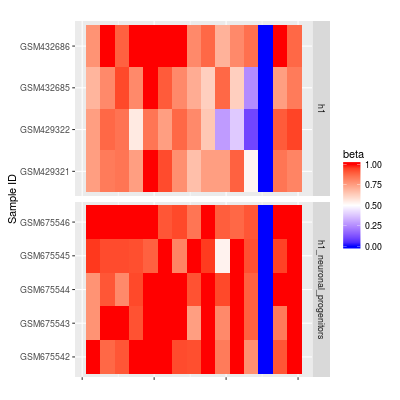 Sample ID
GSM432686
GSM432685
GSM429322
GSM429321
h1
GSM675546
GSM675545
GSM675544
GSM675543
GSM675542
h1_neuronal_progenitors
beta
1.00
0.75
0.50
0.25
0.00